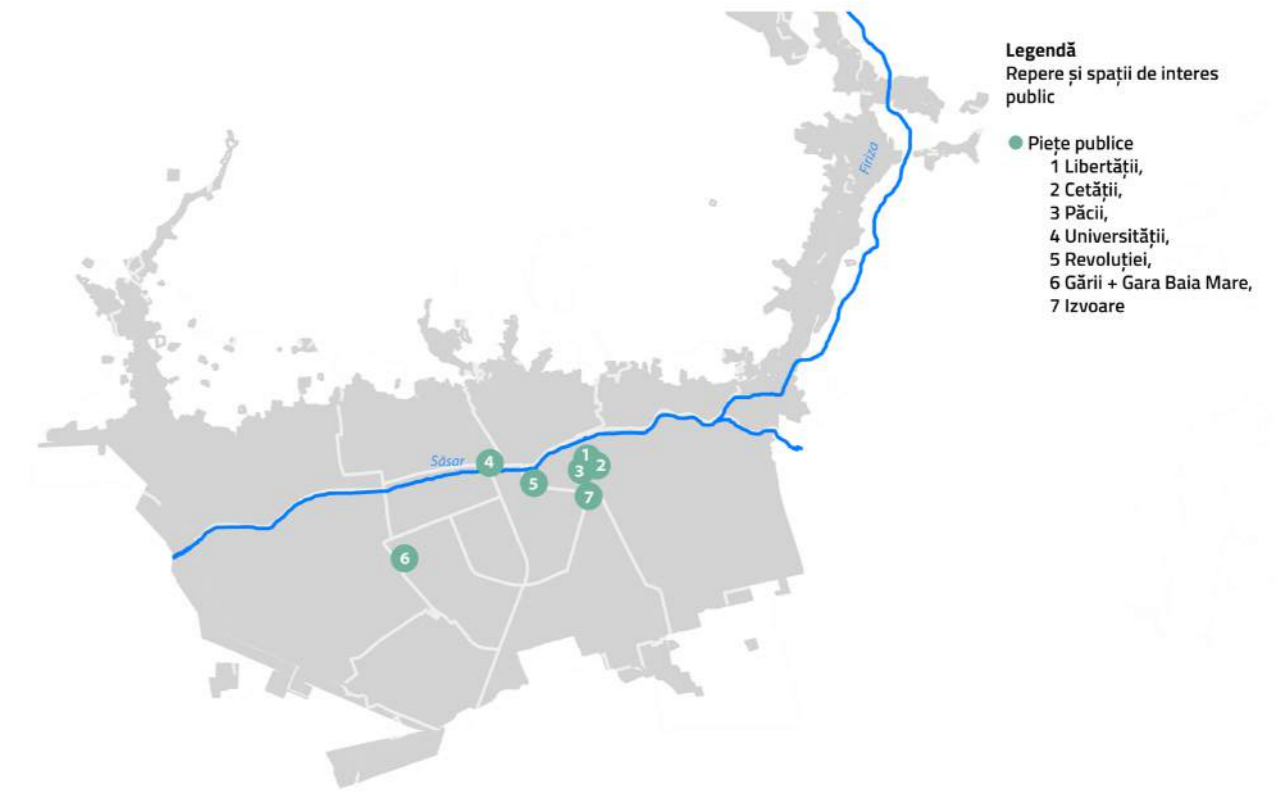 Legendă
Repere și spații de interes
public
Piețe publice
1 Libertății,
2 Cetății,
3 Păcii,
4 Universității,
5 Revoluției,
6 Gării + Gara Baia Mare,
7 Izvoare
Firiza
Săsar
4
1
3
2
5
7
6